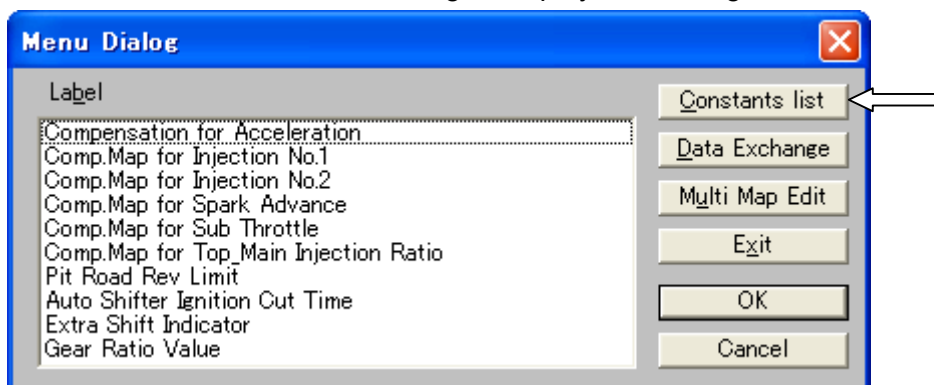 Menu Dialog
Label
Constants list
Compensation for Acceleration
Comp.Map for Injection No.1
Comp.Map for Injection No.2
Comp.Map for Spark Advance
Comp.Map for Sub Throttle
Comp.Map for Top_Main Injection Ratio
Pit Road Rev Limit
Auto Shifter Ignition Cut Time
Extra Shift Indicator
Gear Ratio Value
Data Exchange
Multi Map Edit
Exit
OK
Cancel